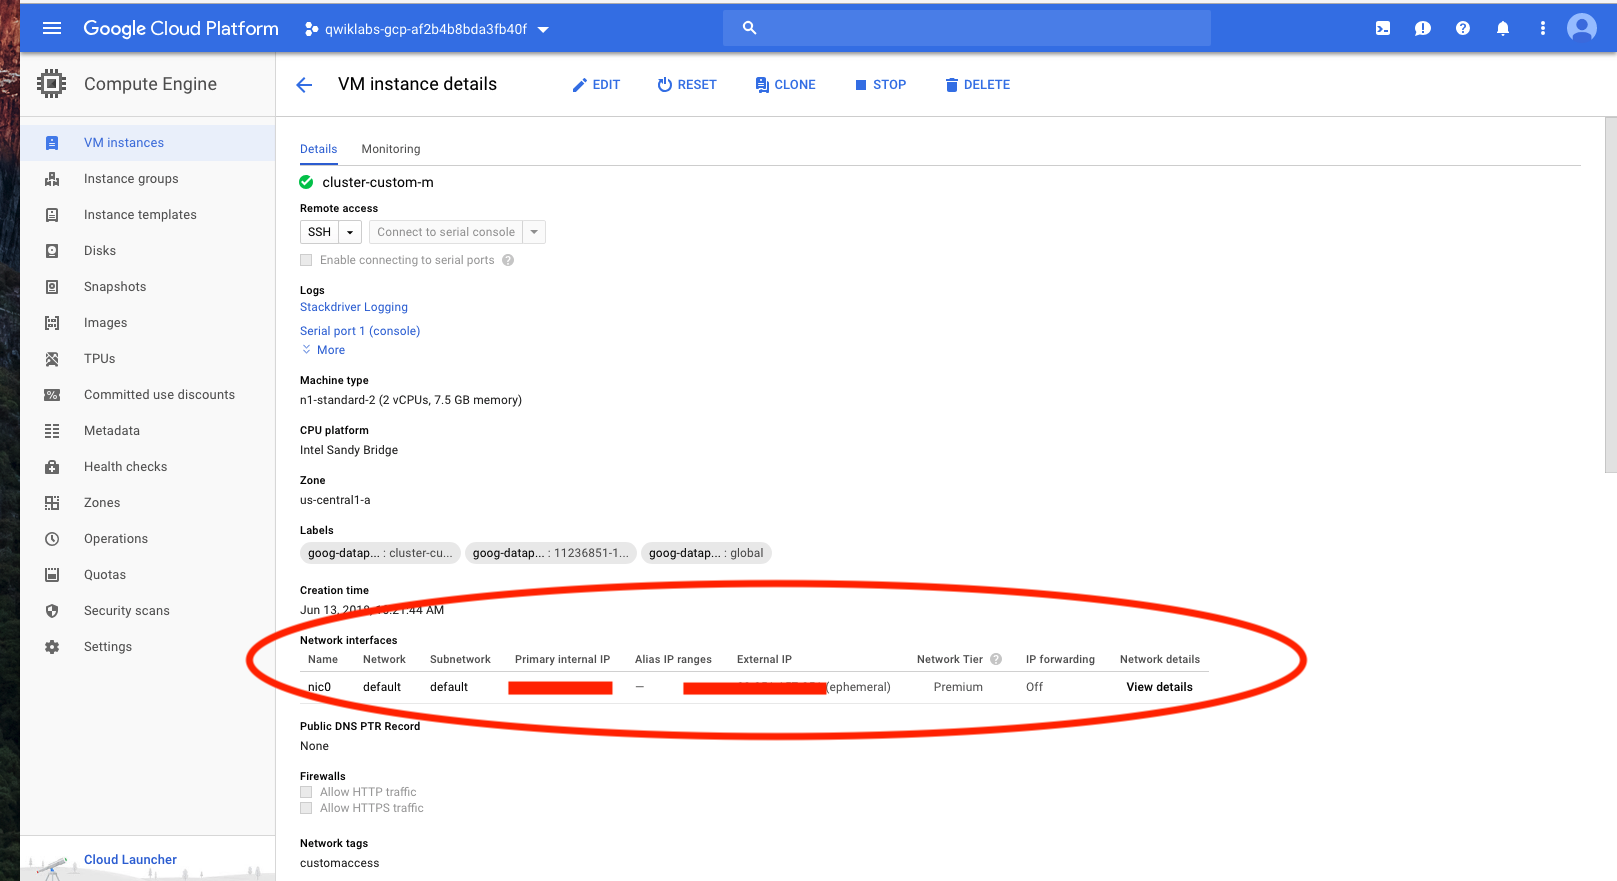 Google Cloud Platform
qwiklabs-gcp-af2b4b8bda3fb40f
Compute Engine
VM instance details
EDIT
RESET
CLONE
STOP
DELETE
VM instances
Instance groups
Instance templates
Disks
Snapshots
Images
TPUs
Committed use discounts
Metadata
Health checks
Zones
Operations
Quotas
Security scans
Settings
Cloud Launcher
Details Monitoring
cluster-custom-m
Remote access
SSH Connect to serial console
Enable connecting to serial ports ?
Logs
Stackdriver Logging
Serial port 1 (console)
More
Machine type
n1-standard-2 (2 vCPUs, 7.5 GB memory)
CPU platform
Intel Sandy Bridge
Zone
us-central1-a
Labels
goog-datap... : cluster-cu... goog-datap... : 11236851-1... goog-datap... : global
Creation time
Jun 13, AM
Network interfaces
Name Network Subnetwork Primary internal IP Alias IP ranges External IP Network Tier ? IP forwarding Network details
nic0 default default — (ephemeral) Premium Off View details
Public DNS PTR Record
None
Firewalls
Allow HTTP traffic
Allow HTTPS traffic
Network tags
customaccess